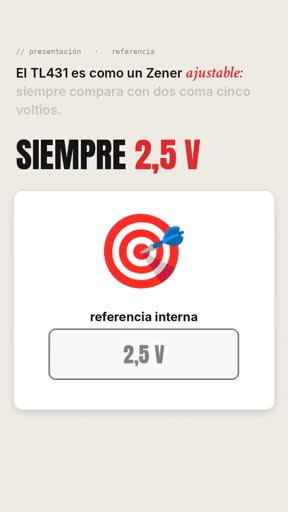 // presentación · referencia
El TL431 es como un Zener ajustable:
siempre compara con dos coma cinco
voltios.
SIEMPRE 2,5 V
referencia interna
2,5 V